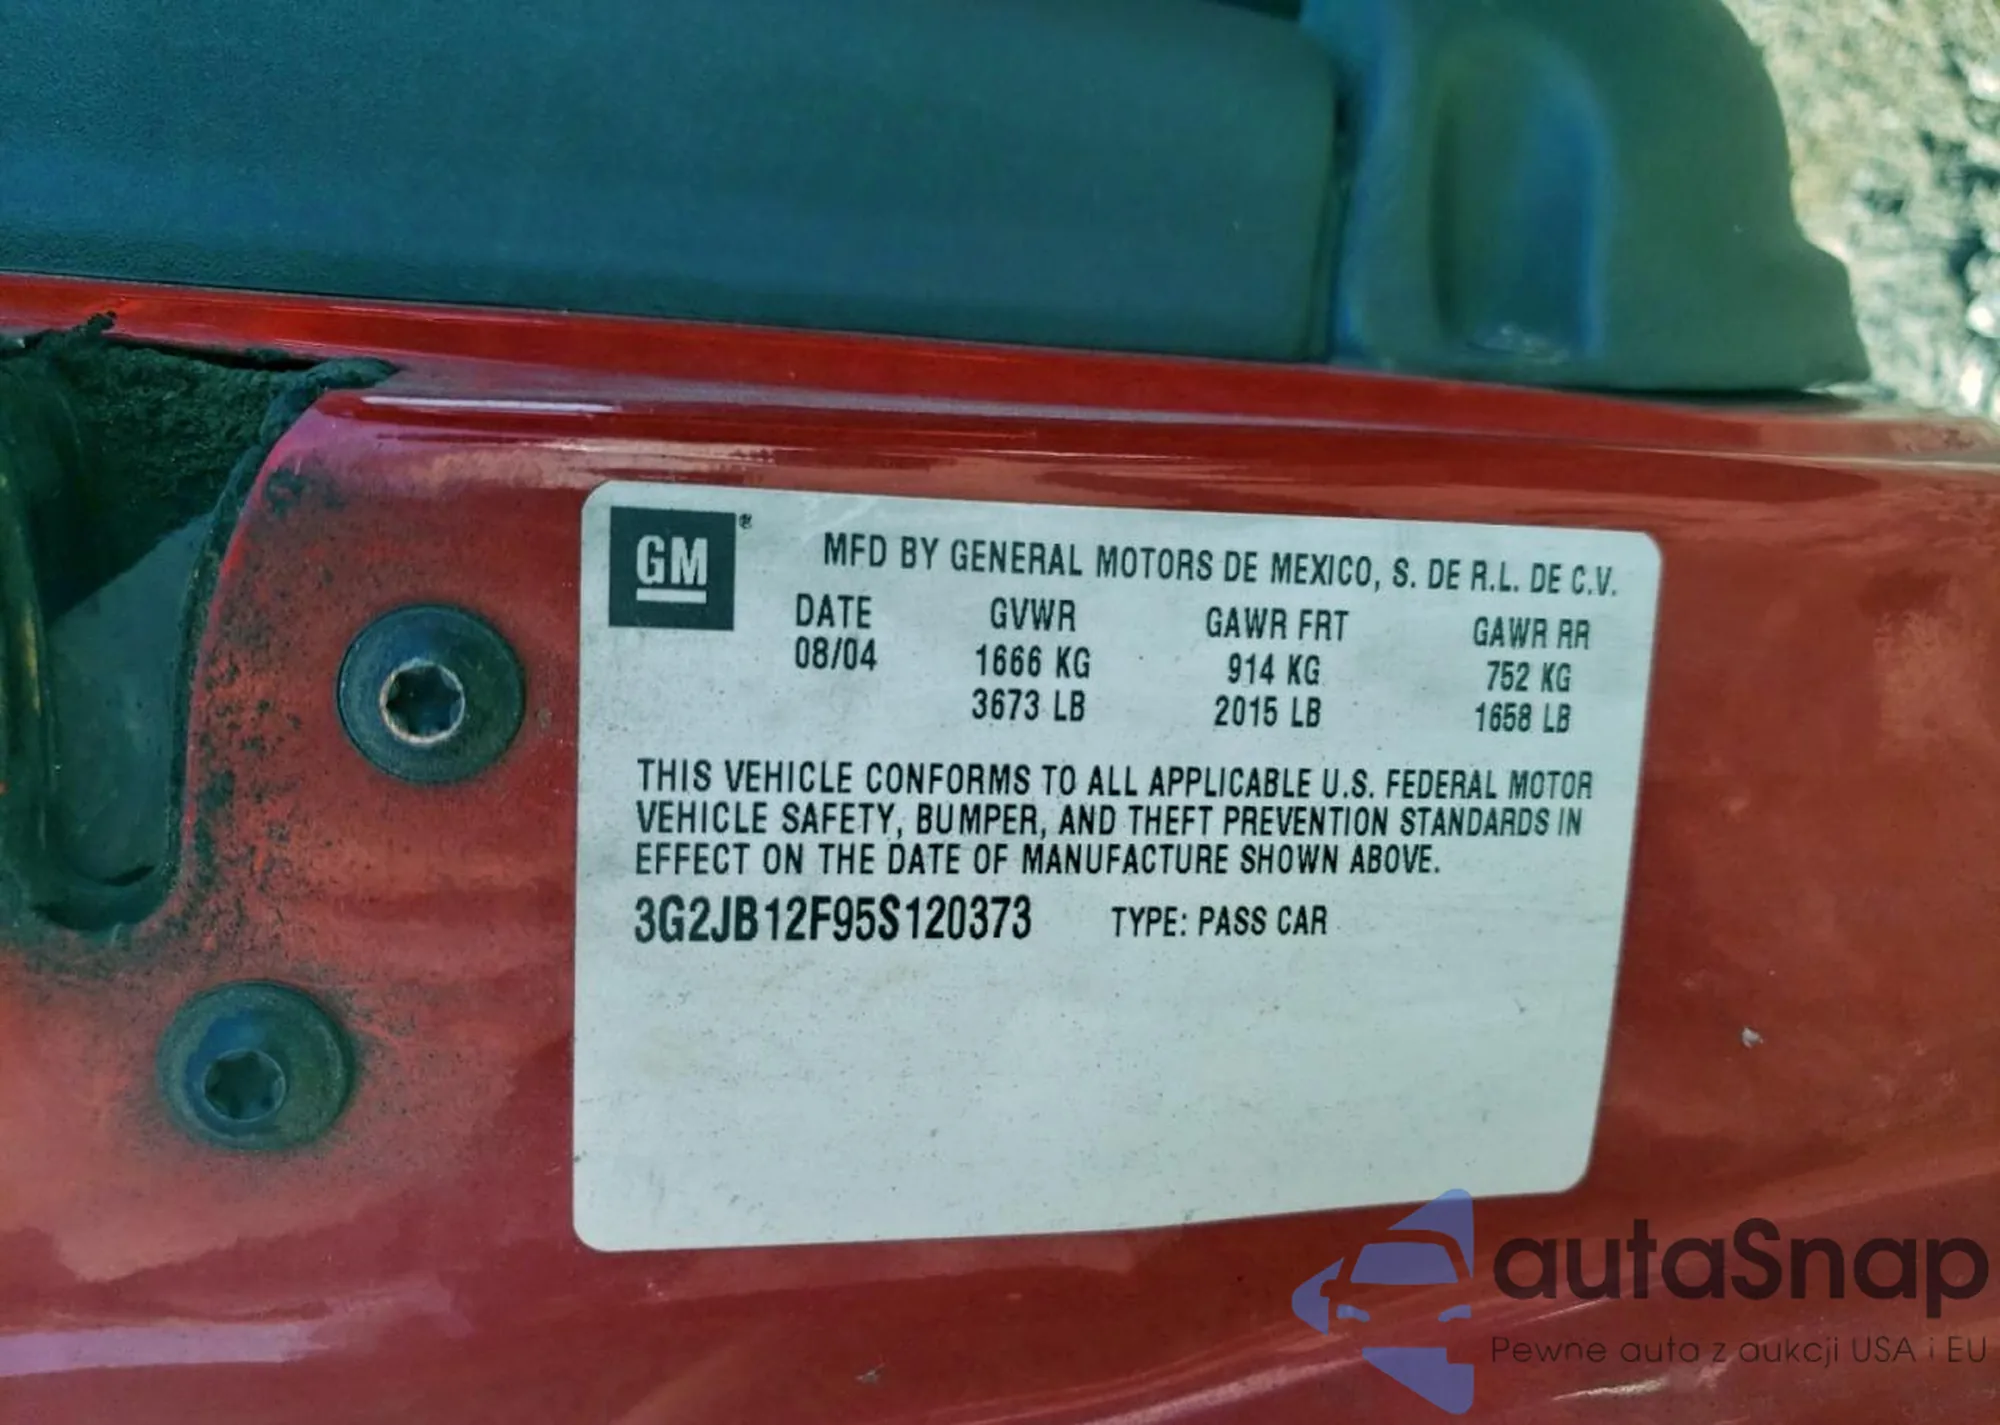 GM®
MFD BY GENERAL MOTORS DE MEXICO, S. DE R.L. DE C.V.
DATE GVWR GAWR FRT GAWR RR
08/04 1666 KG 914 KG 752 KG
3673 LB 2015 LB 1658 LB
THIS VEHICLE CONFORMS TO ALL APPLICABLE U.S. FEDERAL MOTOR
VEHICLE SAFETY, BUMPER, AND THEFT PREVENTION STANDARDS IN
EFFECT ON THE DATE OF MANUFACTURE SHOWN ABOVE.
3G2JB12F95S120373 TYPE: PASS CAR
autaSnap
Pewne auta z aukcji USA i EU